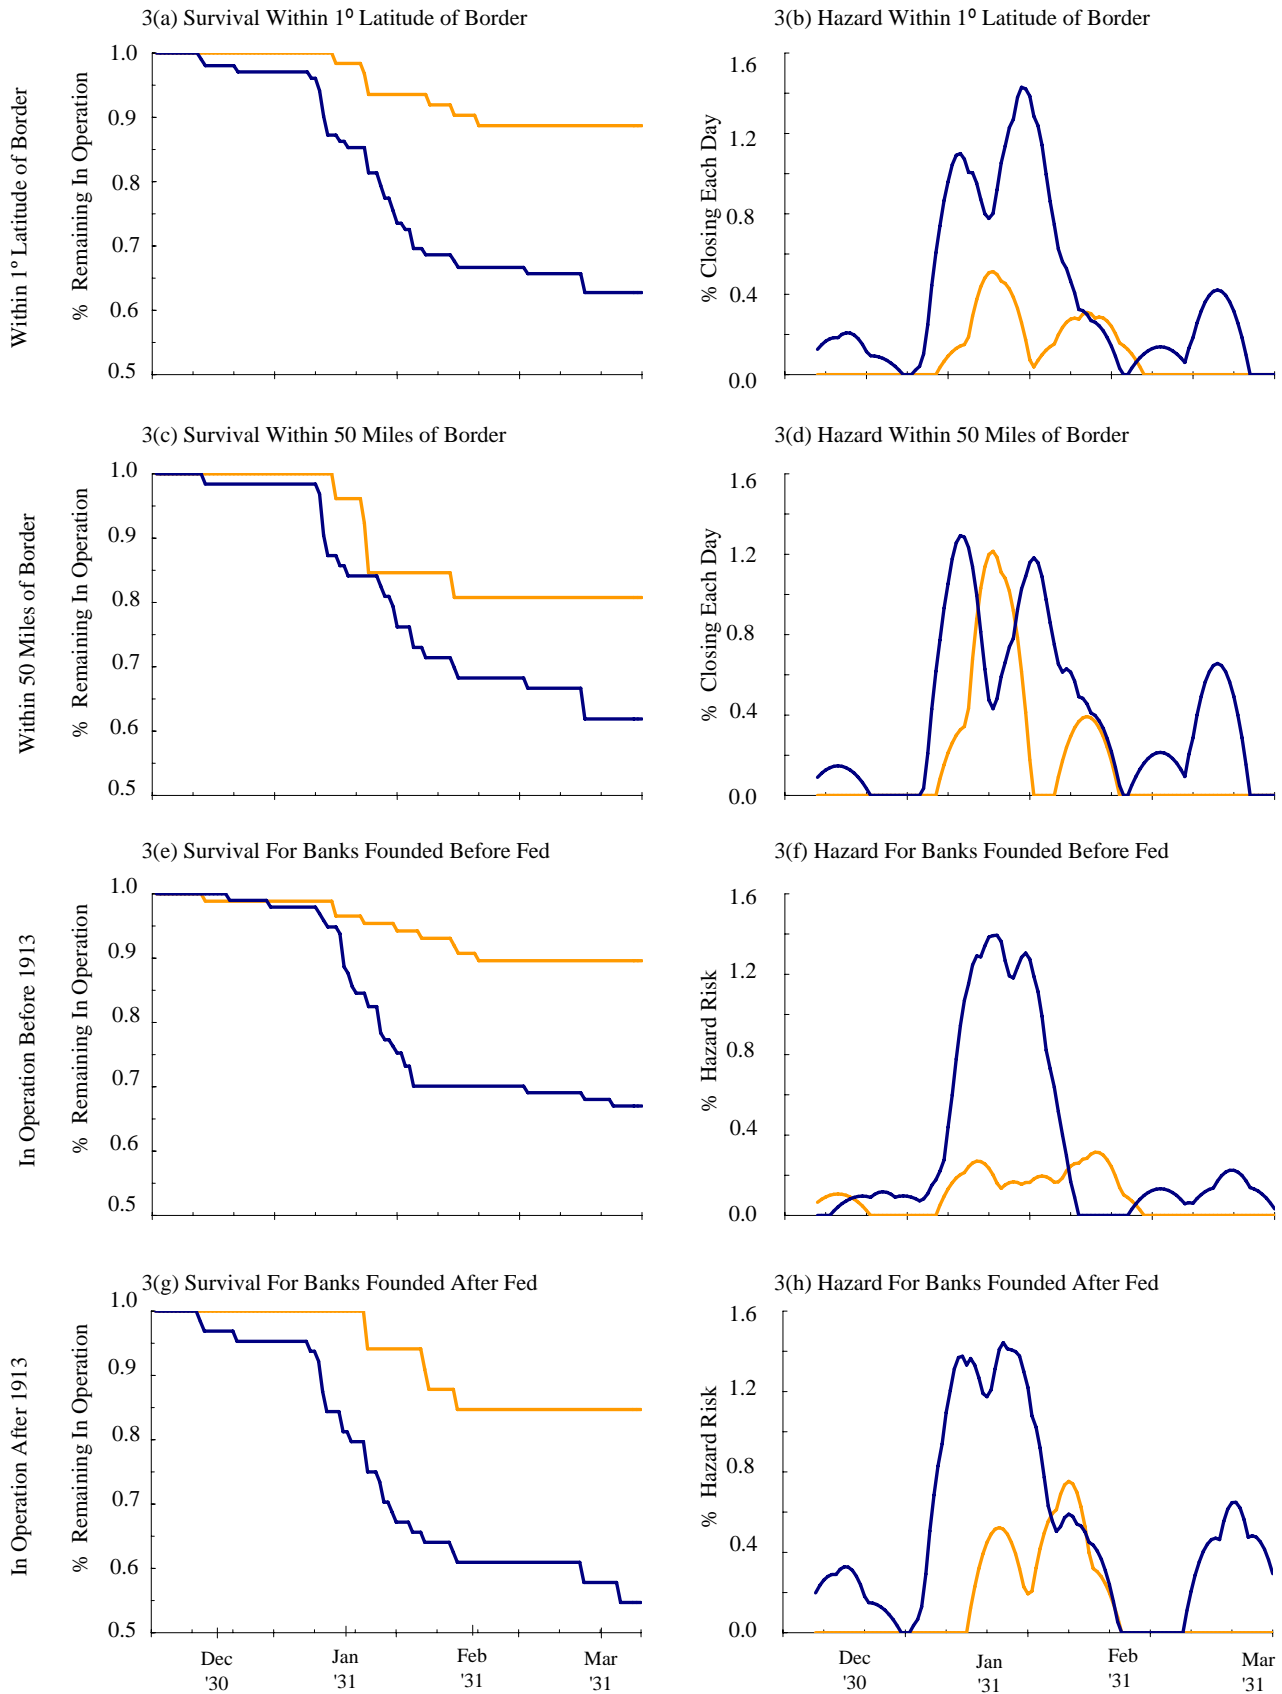 3(a) Survival Within 1º Latitude of Border
3(b) Hazard Within 1º Latitude of Border
Within 1º Latitude of Border
% Remaining In Operation
1.0
0.9
0.8
0.7
0.6
0.5
% Closing Each Day
1.6
1.2
0.8
0.4
0.0
3(c) Survival Within 50 Miles of Border
3(d) Hazard Within 50 Miles of Border
Within 50 Miles of Border
% Remaining In Operation
1.0
0.9
0.8
0.7
0.6
0.5
% Closing Each Day
1.6
1.2
0.8
0.4
0.0
3(e) Survival For Banks Founded Before Fed
3(f) Hazard For Banks Founded Before Fed
In Operation Before 1913
% Remaining In Operation
1.0
0.9
0.8
0.7
0.6
0.5
% Hazard Risk
1.6
1.2
0.8
0.4
0.0
3(g) Survival For Banks Founded After Fed
3(h) Hazard For Banks Founded After Fed
In Operation After 1913
% Remaining In Operation
1.0
0.9
0.8
0.7
0.6
0.5
% Hazard Risk
1.6
1.2
0.8
0.4
0.0
Dec Jan Feb Mar
'30 '31 '31 '31
Dec Jan Feb Mar
'30 '31 '31 '31